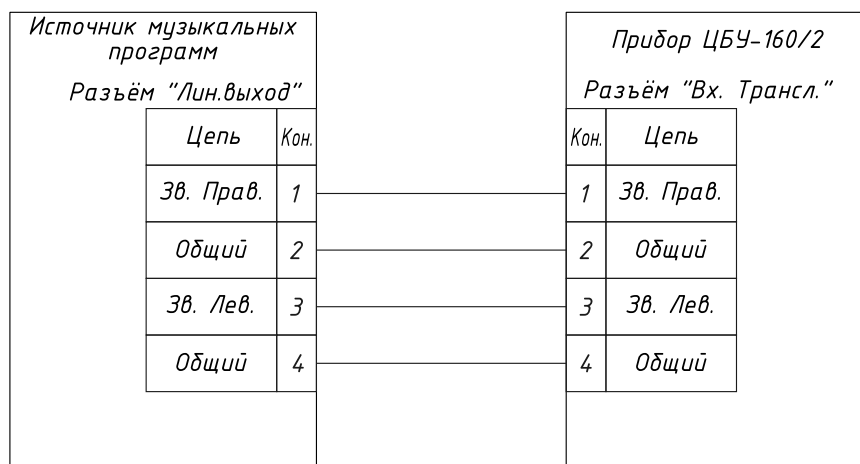 Источник музыкальных
программ
Разъём "Лин.выход"
Цепь Кон.
Зв. Прав. 1
Общий 2
Зв. Лев. 3
Общий 4
Прибор ЦБУ-160/2
Разъём "Вх. Трансл."
Кон. Цепь
1 Зв. Прав.
2 Общий
3 Зв. Лев.
4 Общий